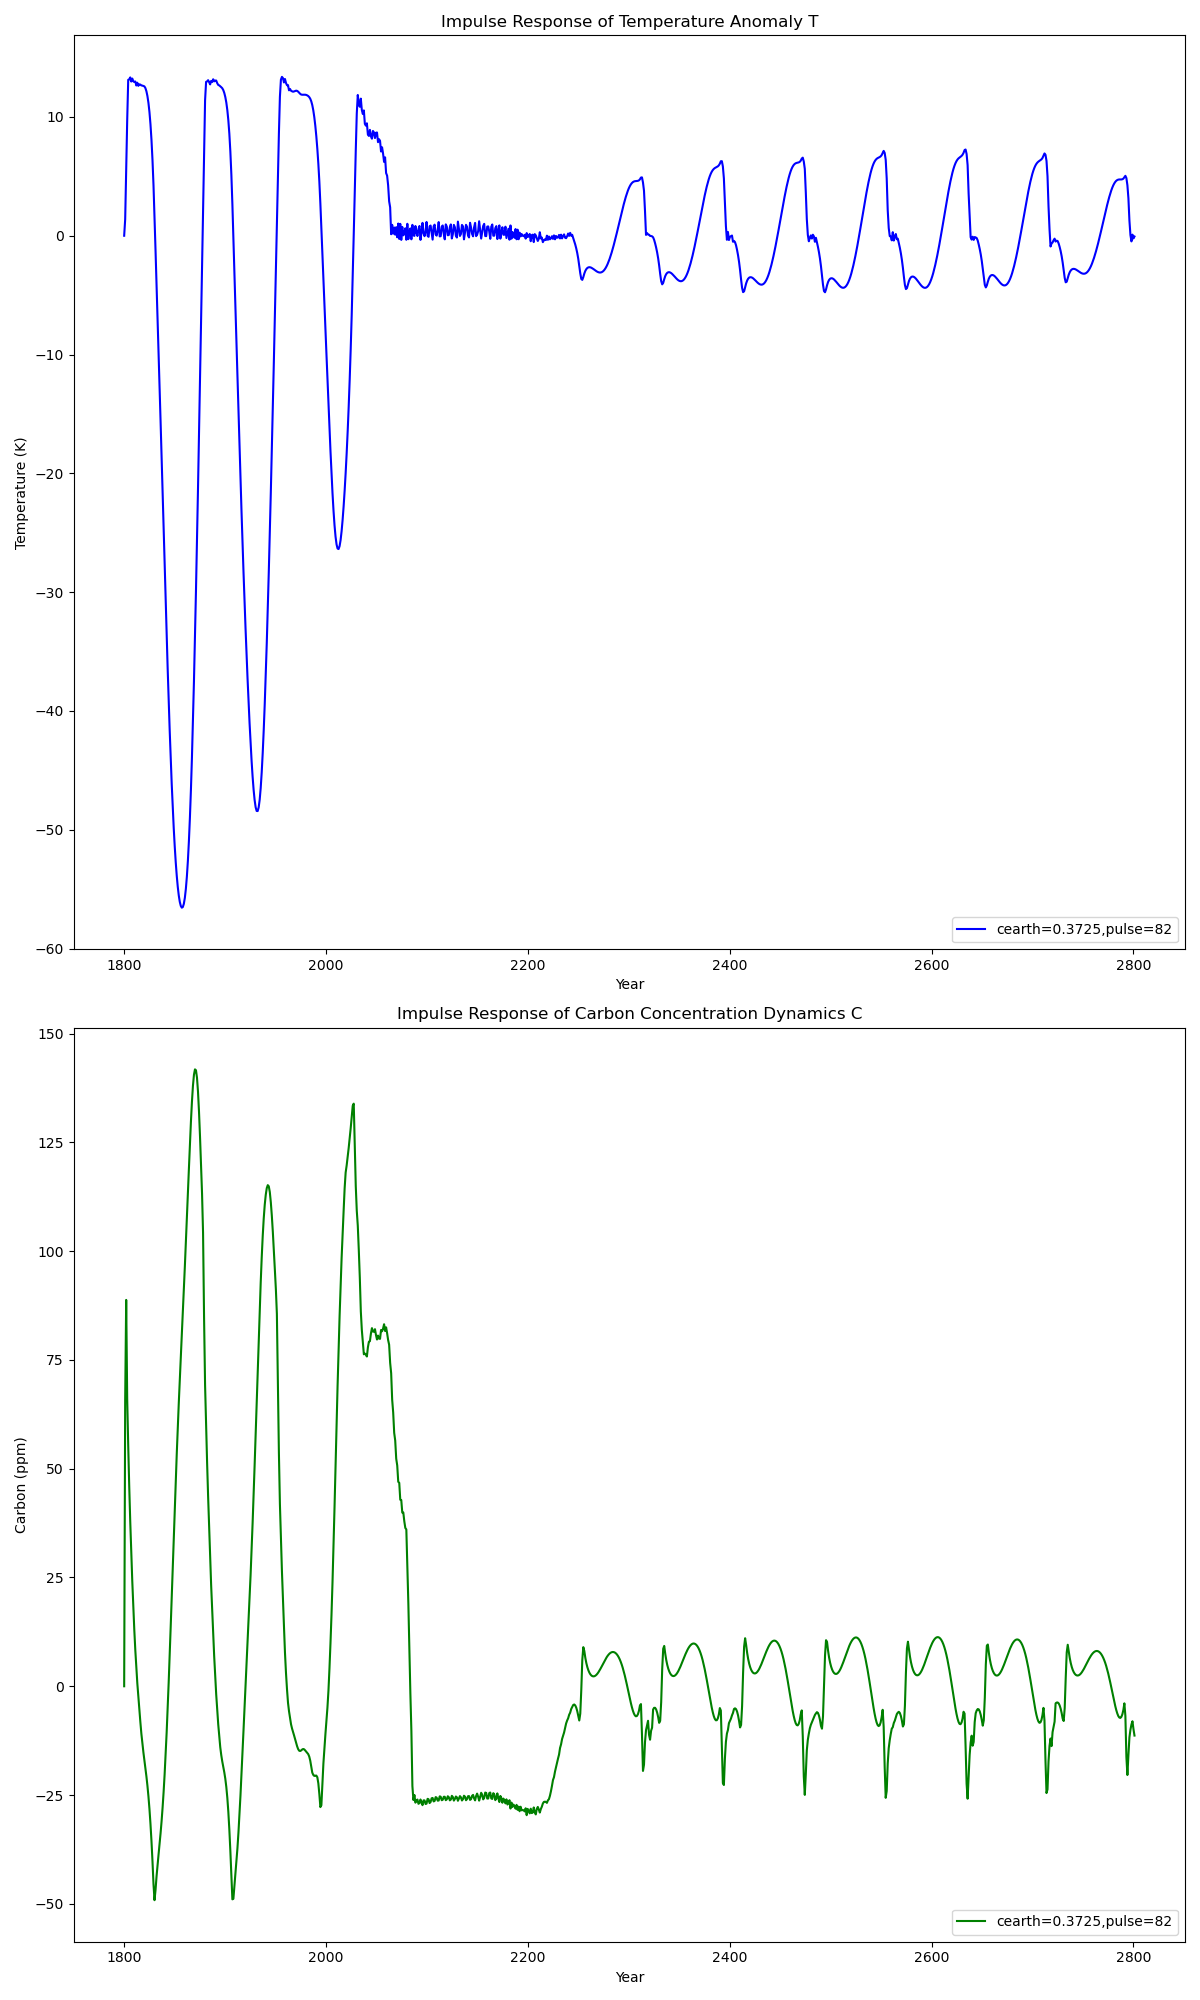 Impulse Response of Temperature Anomaly T
10
0
−10
−20
−30
−40
−50
−60
Temperature (K)
cearth=0.3725,pulse=82
1800 2000 2200 2400 2600 2800
Year
Impulse Response of Carbon Concentration Dynamics C
150
125
100
75
50
25
0
−25
−50
Carbon (ppm)
cearth=0.3725,pulse=82
1800 2000 2200 2400 2600 2800
Year